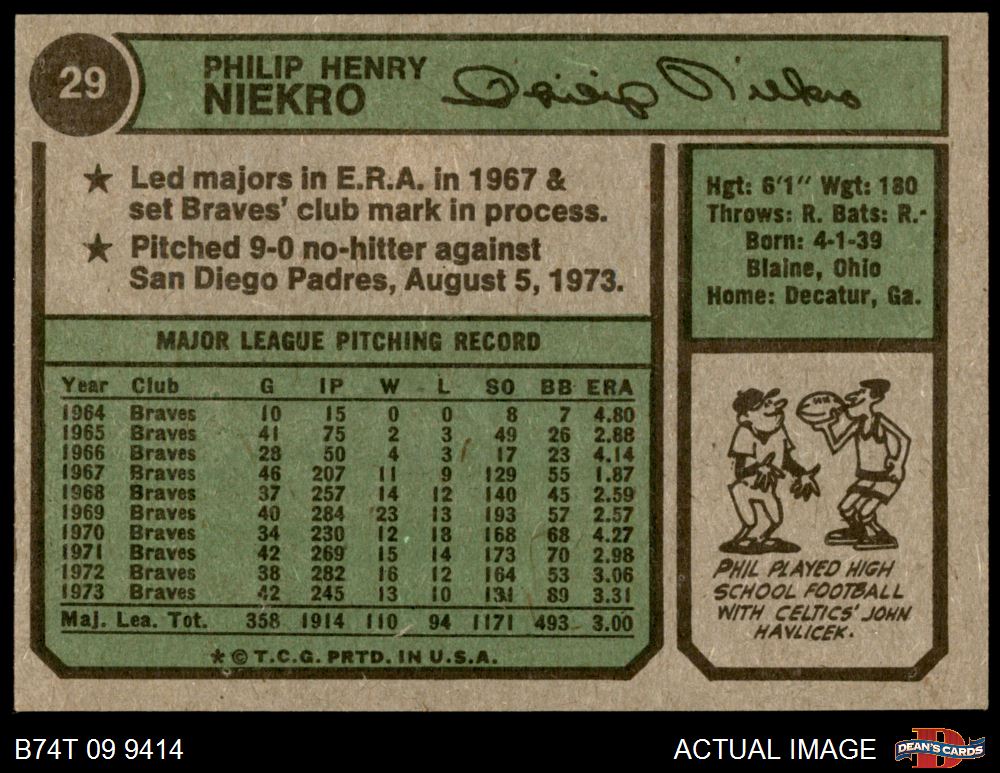 29
PHILIP HENRY
NIEKRO
Philip Niekro
★ Led majors in E.R.A. in 1967 &
set Braves' club mark in process.
★ Pitched 9-0 no-hitter against
San Diego Padres, August 5, 1973.
Hgt: 6'1" Wgt: 180
Throws: R. Bats: R.
Born: 4-1-39
Blaine, Ohio
Home: Decatur, Ga.
MAJOR LEAGUE PITCHING RECORD
Year Club G IP W L SO BB ERA
1964 Braves 10 15 0 0 8 7 4.80
1965 Braves 41 75 2 3 49 26 2.88
1966 Braves 28 50 4 3 17 23 4.14
1967 Braves 46 207 11 9 129 55 1.87
1968 Braves 37 257 14 12 140 45 2.59
1969 Braves 40 284 23 13 193 57 2.57
1970 Braves 34 230 12 18 168 68 4.27
1971 Braves 42 269 15 14 173 70 2.98
1972 Braves 38 282 16 12 164 53 3.06
1973 Braves 42 245 13 10 131 89 3.31
Maj. Lea. Tot. 358 1914 110 94 1171 493 3.00
★ © T.C.G. PRTD. IN U.S.A.
PHIL PLAYED HIGH
SCHOOL FOOTBALL
WITH CELTICS' JOHN
HAVLICEK.
B74T 09 9414
ACTUAL IMAGE
D
DEAN'S CARDS